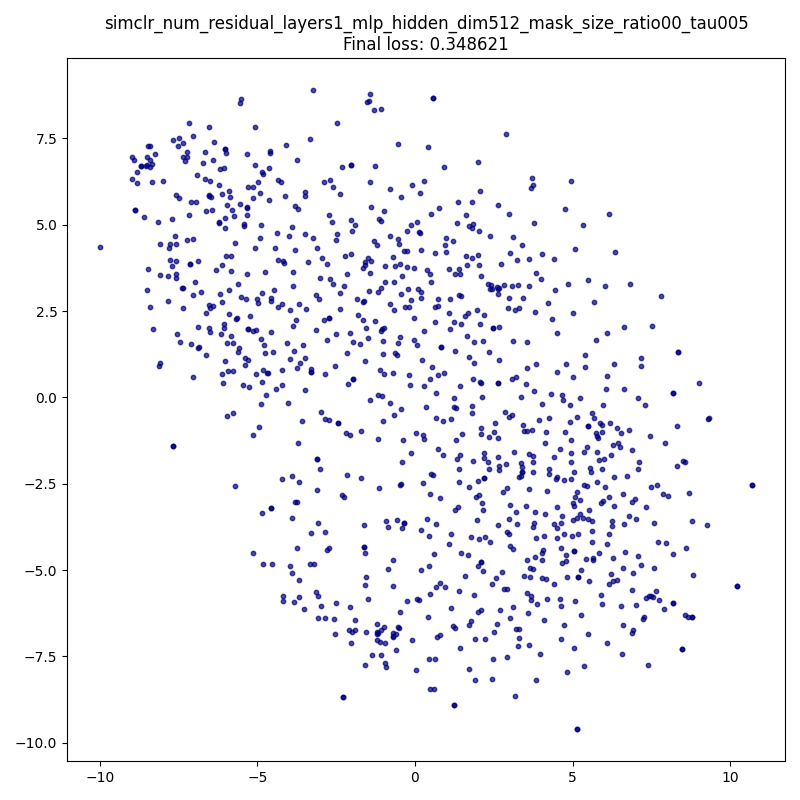 simclr_num_residual_layers1_mlp_hidden_dim512_mask_size_ratio00_tau005
Final loss: 0.348621
7.5
5.0
2.5
0.0
−2.5
−5.0
−7.5
−10.0
−10 −5 0 5 10